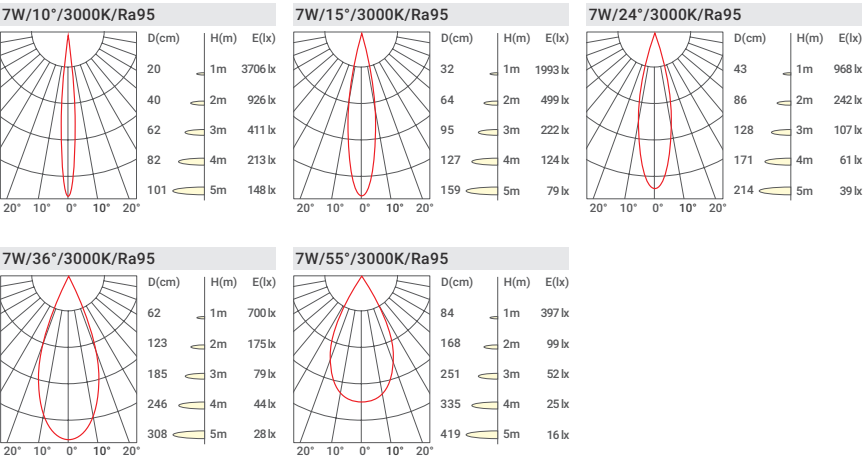 7W/10°/3000K/Ra95
D(cm) H(m) E(lx)
20 1m 3706 lx
40 2m 926 lx
62 3m 411 lx
82 4m 213 lx
101 5m 148 lx
20° 10° 0° 10° 20°
7W/15°/3000K/Ra95
D(cm) H(m) E(lx)
32 1m 1993 lx
64 2m 499 lx
95 3m 222 lx
127 4m 124 lx
159 5m 79 lx
20° 10° 0° 10° 20°
7W/24°/3000K/Ra95
D(cm) H(m) E(lx)
43 1m 968 lx
86 2m 242 lx
128 3m 107 lx
171 4m 61 lx
214 5m 39 lx
20° 10° 0° 10° 20°
7W/36°/3000K/Ra95
D(cm) H(m) E(lx)
62 1m 700 lx
123 2m 175 lx
185 3m 79 lx
246 4m 44 lx
308 5m 28 lx
20° 10° 0° 10° 20°
7W/55°/3000K/Ra95
D(cm) H(m) E(lx)
84 1m 397 lx
168 2m 99 lx
251 3m 52 lx
335 4m 25 lx
419 5m 16 lx
20° 10° 0° 10° 20°